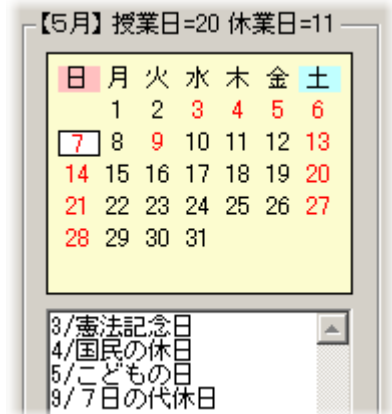 【5月】 授業日=20 休業日=11
日 月 火 水 木 金 土
1 2 3 4 5 6
7 8 9 10 11 12 13
14 15 16 17 18 19 20
21 22 23 24 25 26 27
28 29 30 31
3/憲法記念日
4/国民の休日
5/こどもの日
9/７日の代休日